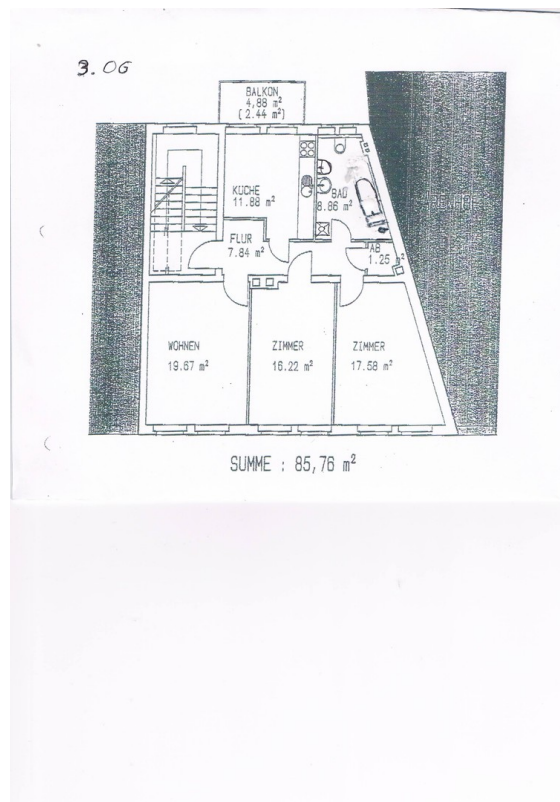 3. OG
BALKON
4,88 m²
( 2.44 m²)
KÜCHE
11.88 m²
BAD
8.86 m²
FLUR
7.84 m²
AB
1.25 m²
WOHNEN
19.67 m²
ZIMMER
16.22 m²
ZIMMER
17.58 m²
SUMME : 85,76 m²